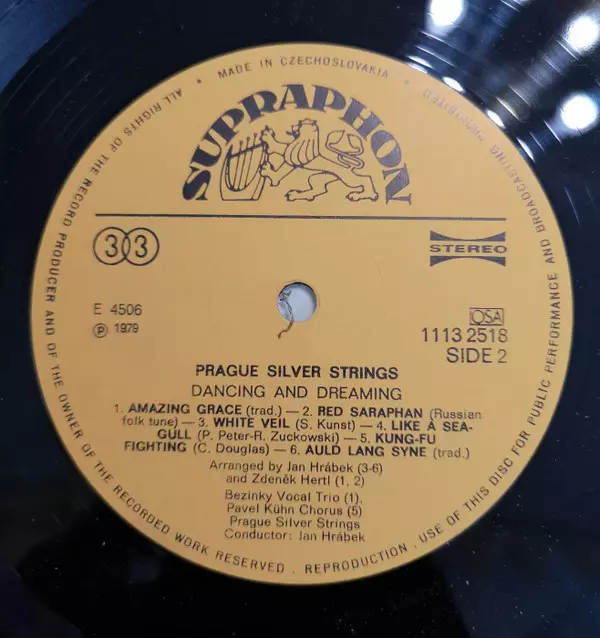 · MADE IN CZECHOSLOVAKIA ·
ALL RIGHTS OF THE RECORD PRODUCER AND OF THE OWNER OF THE RECORDED WORK RESERVED . REPRODUCTION . USE OF THIS DISC FOR PUBLIC PERFORMANCE AND BROADCASTING PROHIBITED
SUPRAPHON
33
STEREO
E 4506
Ⓟ 1979
OSA
1113 2518
SIDE 2
PRAGUE SILVER STRINGS
DANCING AND DREAMING
1. AMAZING GRACE (trad.) — 2. RED SARAPHAN (Russian
folk tune) — 3. WHITE VEIL (S. Kunst) — 4. LIKE À SEA-
GULL (P. Peter-R. Zuckowski) — 5. KUNG-FU
FIGHTING (C. Douglas) — 6. AULD LANG SYNE (trad.)
Arranged by Jan Hrábek (3-6)
and Zdeněk Hertl (1, 2)
Bezinky Vocal Trio (1).
Pavel Kühn Chorus (5)
Prague Silver Strings
Conductor: Jan Hrábek